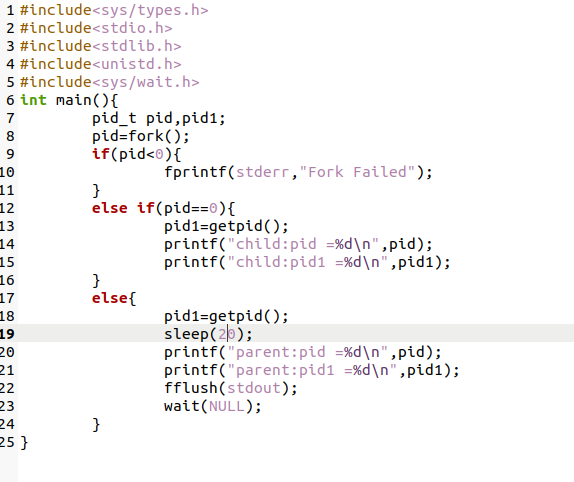 1 #include<sys/types.h>
2 #include<stdio.h>
3 #include<stdlib.h>
4 #include<unistd.h>
5 #include<sys/wait.h>
6 int main(){
7         pid_t pid,pid1;
8         pid=fork();
9         if(pid<0){
10                 fprintf(stderr,"Fork Failed");
11         }
12         else if(pid==0){
13                 pid1=getpid();
14                 printf("child:pid =%d\n",pid);
15                 printf("child:pid1 =%d\n",pid1);
16         }
17         else{
18                 pid1=getpid();
19                 sleep(20);
20                 printf("parent:pid =%d\n",pid);
21                 printf("parent:pid1 =%d\n",pid1);
22                 fflush(stdout);
23                 wait(NULL);
24         }
25 }